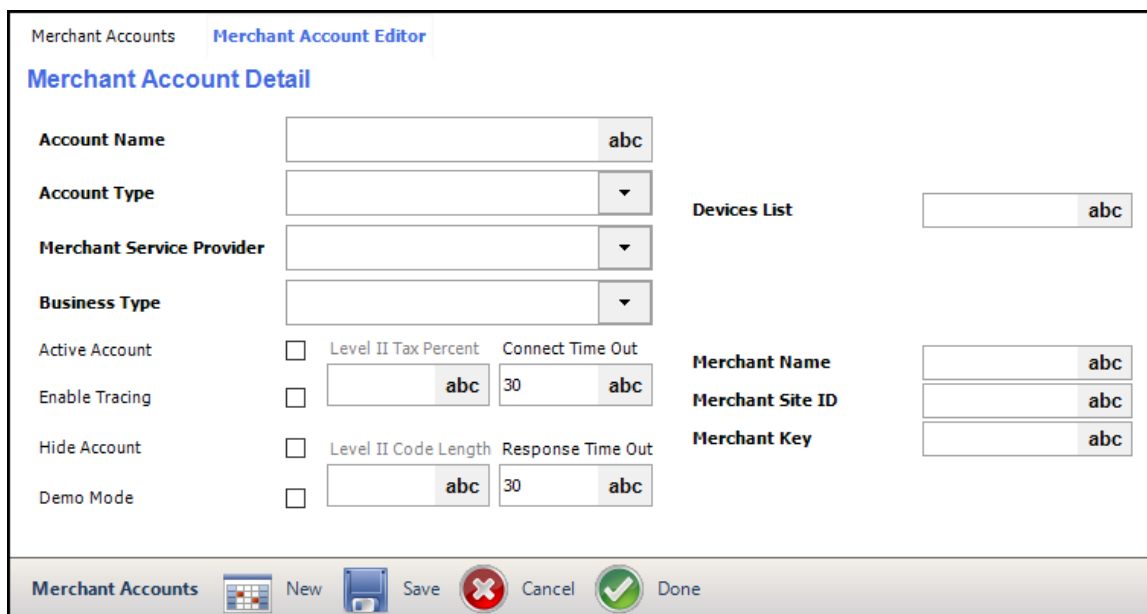 Merchant Accounts Merchant Account Editor
Merchant Account Detail
Account Name abc
Account Type
Devices List abc
Merchant Service Provider
Business Type
Active Account Level II Tax Percent Connect Time Out
Merchant Name abc
abc 30 abc
Enable Tracing
Merchant Site ID abc
Hide Account Level II Code Length Response Time Out
Merchant Key abc
abc 30 abc
Demo Mode
Merchant Accounts New Save Cancel Done